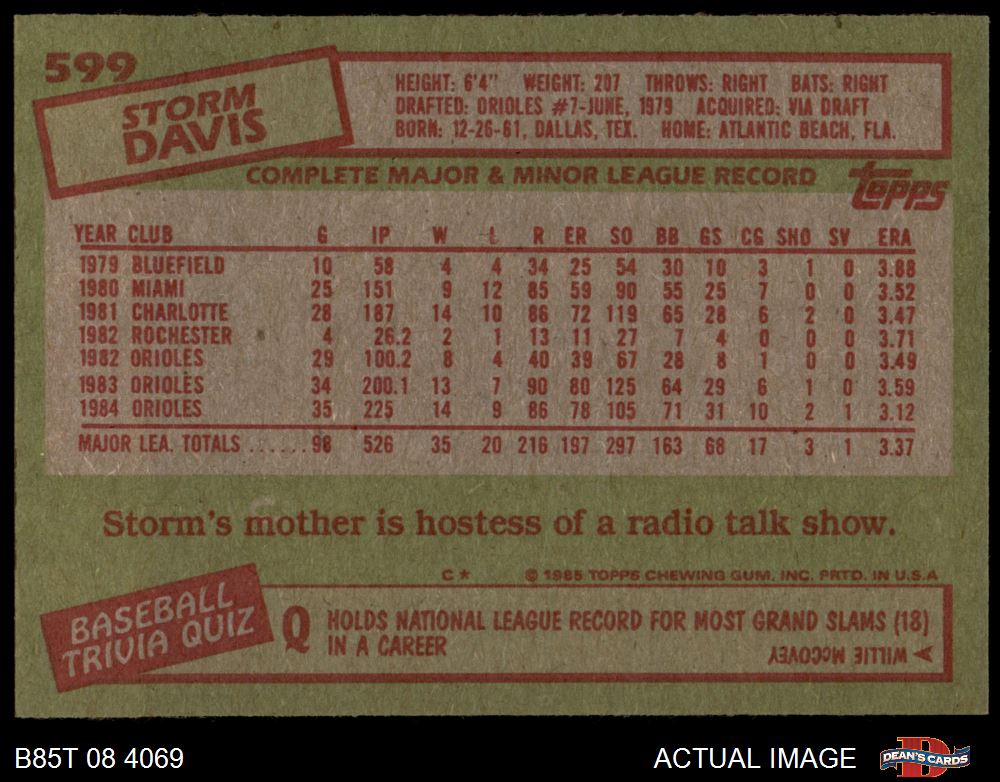 599
STORM
DAVIS
HEIGHT: 6'4" WEIGHT: 207 THROWS: RIGHT BATS: RIGHT
DRAFTED: ORIOLES #7-JUNE, 1979 ACQUIRED: VIA DRAFT
BORN: 12-26-61, DALLAS, TEX. HOME: ATLANTIC BEACH, FLA.
COMPLETE MAJOR & MINOR LEAGUE RECORD
topps
YEAR CLUB G IP W L R ER SO BB GS CG SHO SV ERA
1979 BLUEFIELD 10 58 4 4 34 25 54 30 10 3 1 0 3.88
1980 MIAMI 25 151 9 12 85 59 90 55 25 7 0 0 3.52
1981 CHARLOTTE 28 187 14 10 86 72 119 65 28 6 2 0 3.47
1982 ROCHESTER 4 26.2 2 1 13 11 27 7 4 0 0 0 3.71
1982 ORIOLES 29 100.2 8 4 40 39 67 28 8 1 0 0 3.49
1983 ORIOLES 34 200.1 13 7 90 80 125 64 29 6 1 0 3.59
1984 ORIOLES 35 225 14 9 86 78 105 71 31 10 2 1 3.12
MAJOR LEA. TOTALS ......98 526 35 20 216 197 297 163 68 17 3 1 3.37
Storm's mother is hostess of a radio talk show.
C* © 1985 TOPPS CHEWING GUM, INC. PRTD. IN U.S.A
BASEBALL
TRIVIA QUIZ
Q HOLDS NATIONAL LEAGUE RECORD FOR MOST GRAND SLAMS (18)
IN A CAREER
A WILLIE McCOVEY
B85T 08 4069
ACTUAL IMAGE
D
DEAN'S CARDS